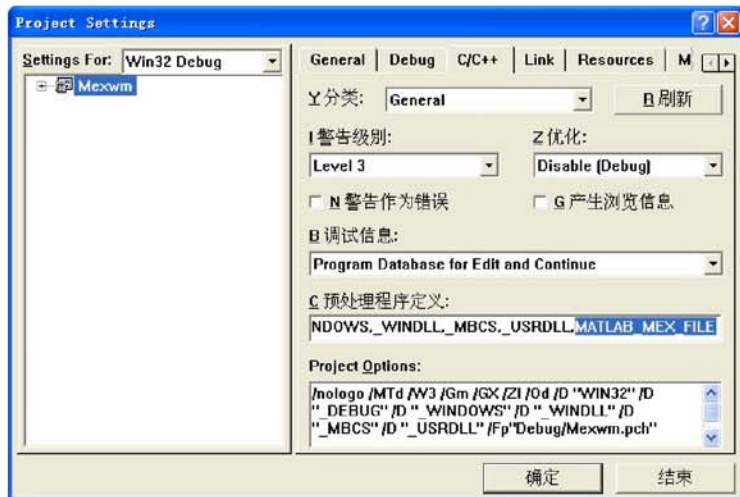 Project Settings
Settings For: Win32 Debug
Mexwm
General Debug C/C++ Link Resources M
Y分类: General R刷新
I警告级别: Z优化:
Level 3 Disable (Debug)
N警告作为错误 G产生浏览信息
B调试信息:
Program Database for Edit and Continue
C预处理程序定义:
NDOWS,_WINDLL,_MBCS,_USRDLL,MATLAB_MEX_FILE
Project Options:
/nologo /MTd /W3 /Gm /GX /ZI /Od /D "WIN32" /D
"_DEBUG" /D "_WINDOWS" /D "_WINDLL" /D
"_MBCS" /D "_USRDLL" /Fp"Debug/Mexwm.pch"
确定 结束